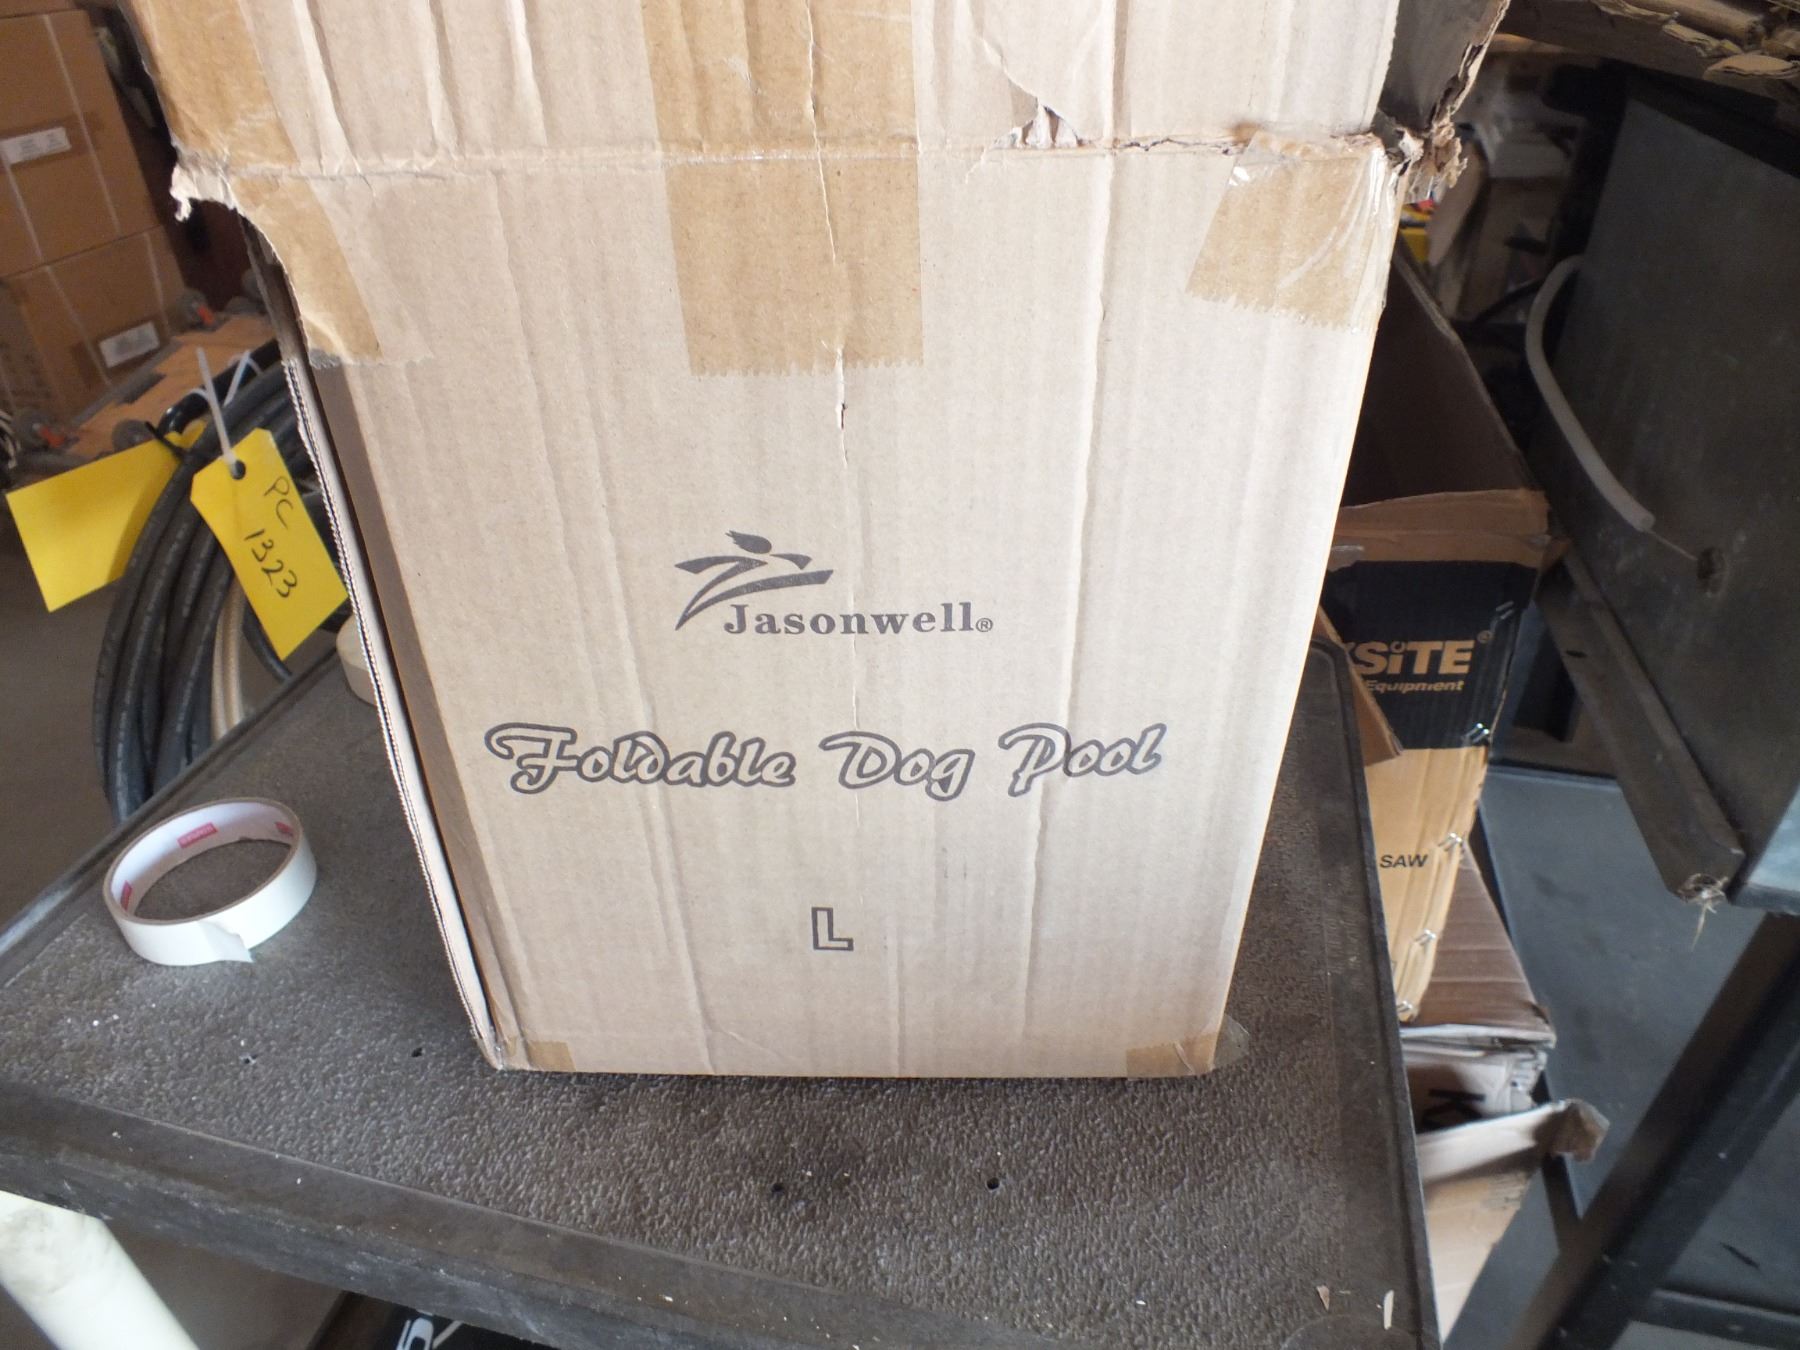 PC
1323
Jasonwell®
Foldable Dog Pool
L
SiTE®
Equipment
SAW